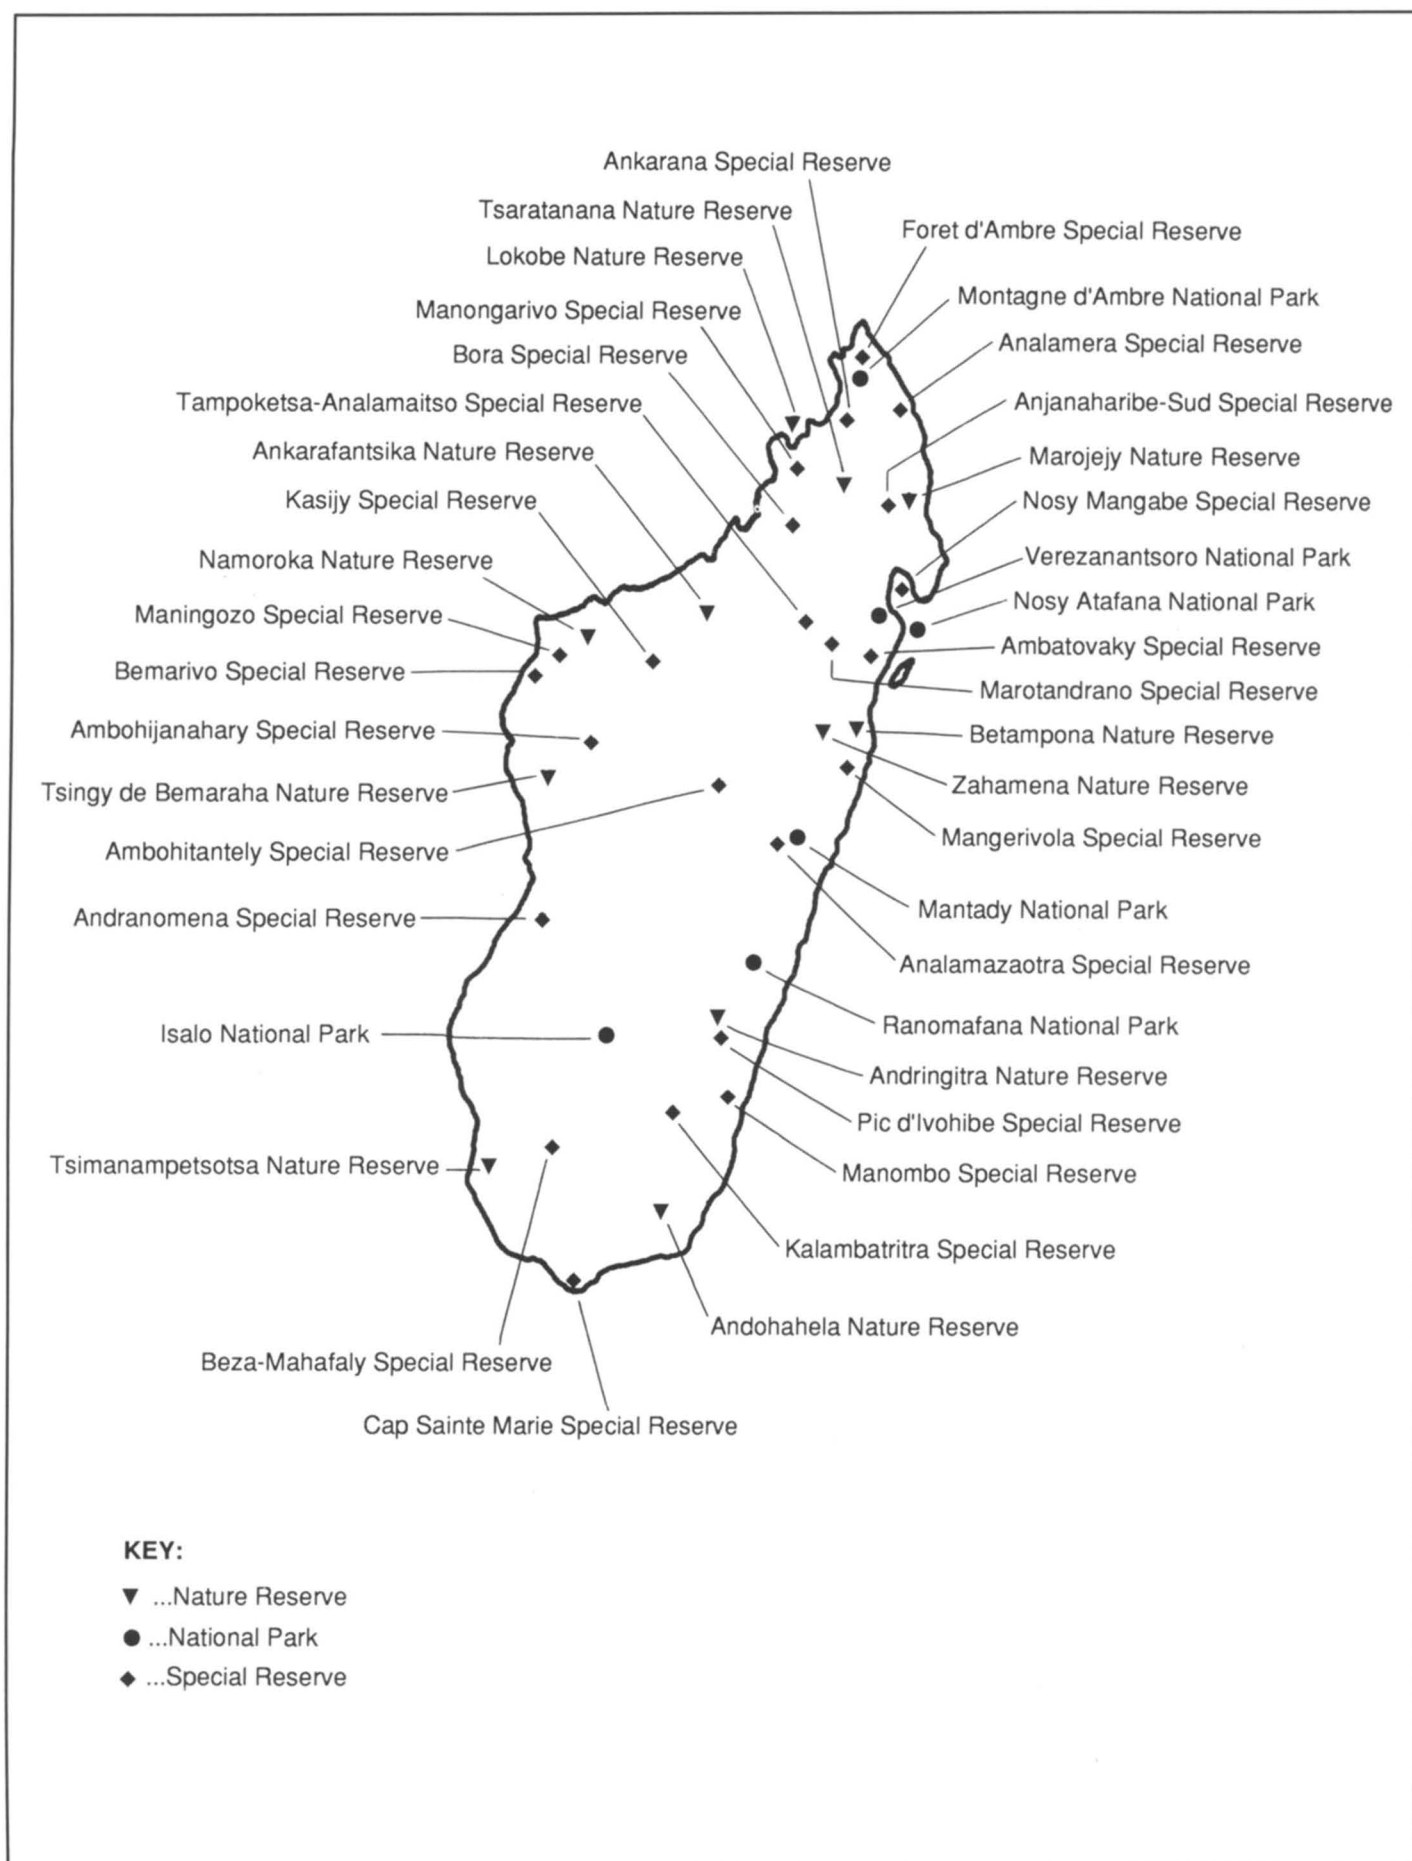 Ankarana Special Reserve
Tsaratanana Nature Reserve
Foret d'Ambre Special Reserve
Lokobe Nature Reserve
Montagne d'Ambre National Park
Manongarivo Special Reserve
Analamera Special Reserve
Bora Special Reserve
Tampoketsa-Analamaitso Special Reserve
Anjanaharibe-Sud Special Reserve
Ankarafantsika Nature Reserve
Marojejy Nature Reserve
Kasijy Special Reserve
Nosy Mangabe Special Reserve
Namoroka Nature Reserve
Verezanantsoro National Park
Maningozo Special Reserve
Nosy Atafana National Park
Bemarivo Special Reserve
Ambatovaky Special Reserve
Marotandrano Special Reserve
Ambohijanahary Special Reserve
Betampona Nature Reserve
Tsingy de Bemaraha Nature Reserve
Zahamena Nature Reserve
Ambohitantely Special Reserve
Mangerivola Special Reserve
Andranomena Special Reserve
Mantady National Park
Analamazaotra Special Reserve
Isalo National Park
Ranomafana National Park
Andringitra Nature Reserve
Pic d'Ivohibe Special Reserve
Tsimanampetsotsa Nature Reserve
Manombo Special Reserve
Kalambatritra Special Reserve
Andohahela Nature Reserve
Beza-Mahafaly Special Reserve
Cap Sainte Marie Special Reserve
KEY:
▼ ...Nature Reserve
● ...National Park
◆ ...Special Reserve